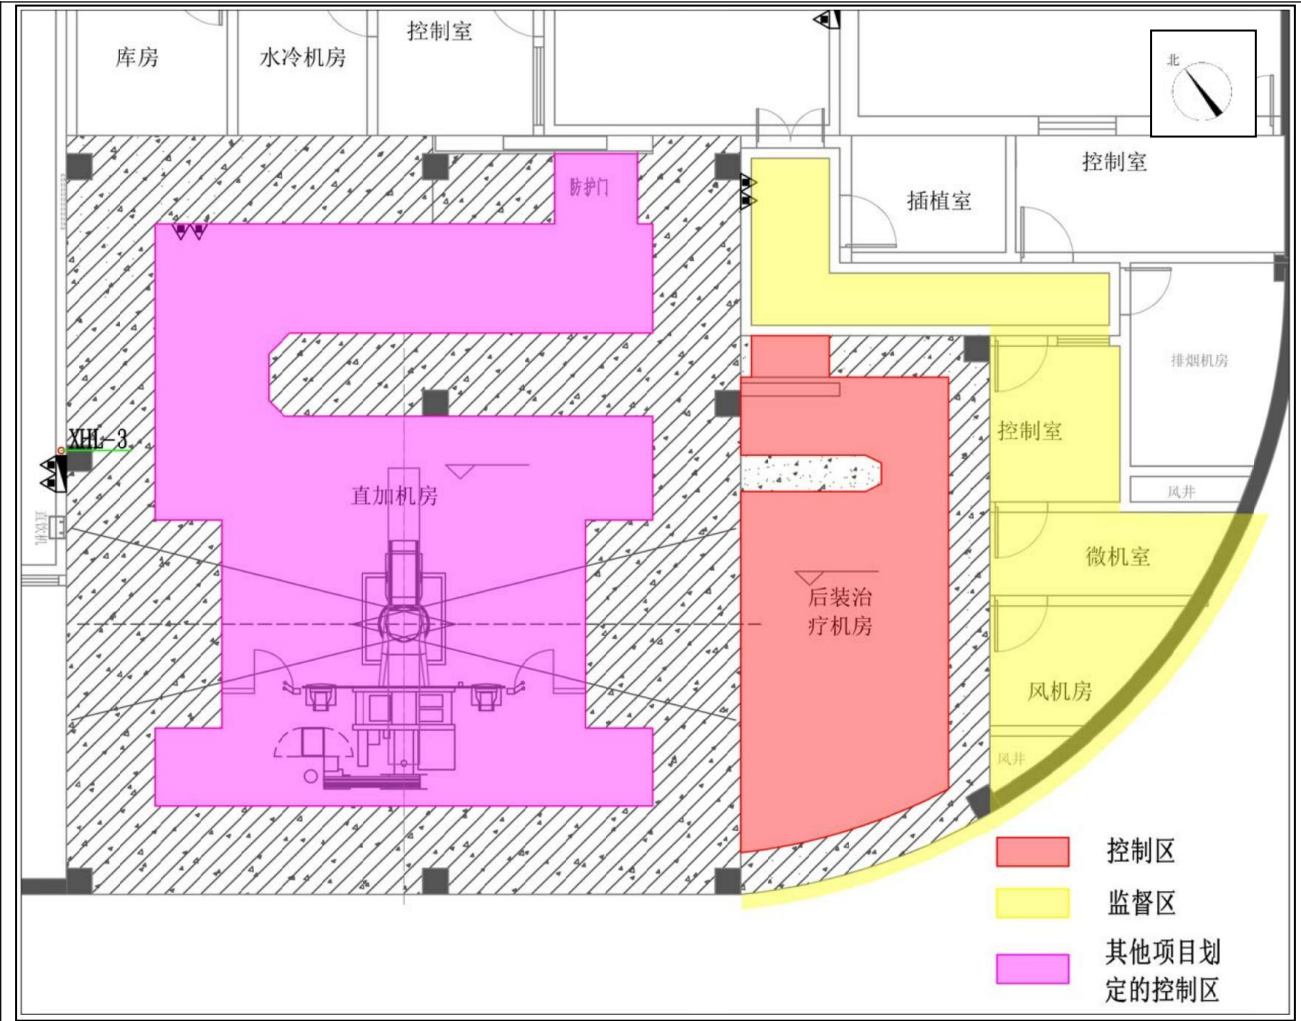 库房
水冷机房
控制室
北
防护门
插植室
控制室
排烟机房
XHL-3
控制室
风井
直加机房
直饮机
微机室
后装治
疗机房
风机房
风井
控制区
监督区
其他项目划
定的控制区